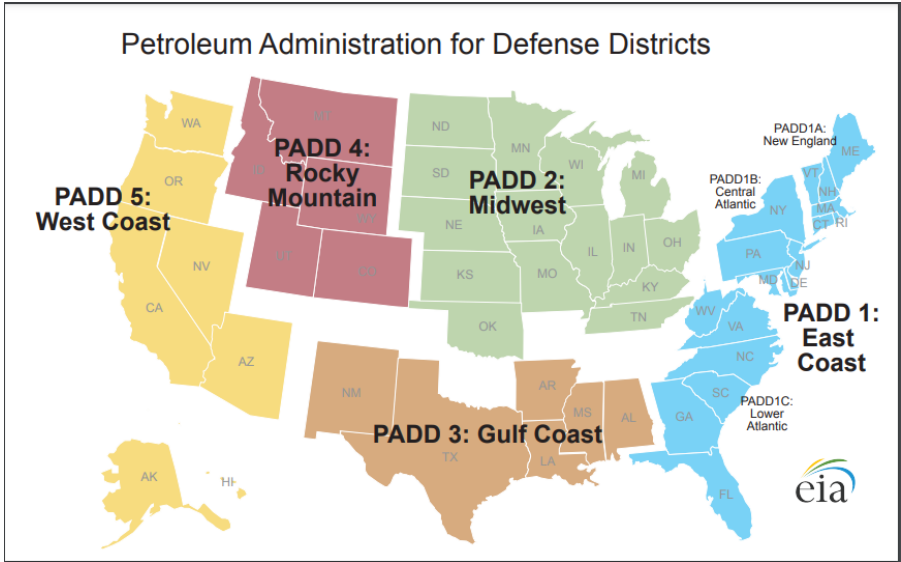 Petroleum Administration for Defense Districts
WA
OR
NV
CA
AZ
AK
HI
PADD 5:
West Coast
MT
ID
WY
UT
CO
PADD 4:
Rocky
Mountain
ND
SD
NE
KS
OK
MN
IA
MO
WI
IL
MI
IN
OH
KY
TN
PADD 2:
Midwest
NM
TX
AR
LA
MS
AL
PADD 3: Gulf Coast
PADD1A:
New England
ME
VT
NH
MA
CT
RI
PADD1B:
Central
Atlantic
NY
PA
NJ
MD
DE
WV
VA
NC
SC
GA
FL
PADD 1:
East
Coast
PADD1C:
Lower
Atlantic
eia